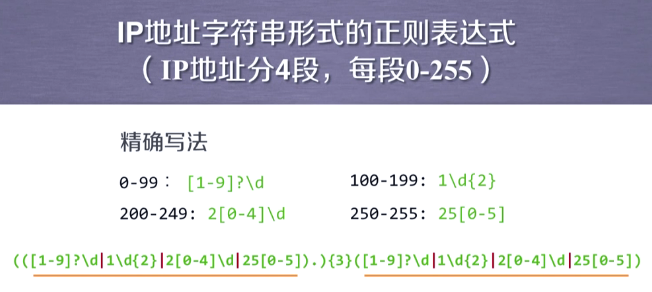 IP地址字符串形式的正则表达式
（IP地址分4段，每段0-255）
精确写法
0-99： [1-9]?\d
100-199: 1\d{2}
200-249: 2[0-4]\d
250-255: 25[0-5]
(([1-9]?\d|1\d{2}|2[0-4]\d|25[0-5]).){3}([1-9]?\d|1\d{2}|2[0-4]\d|25[0-5])